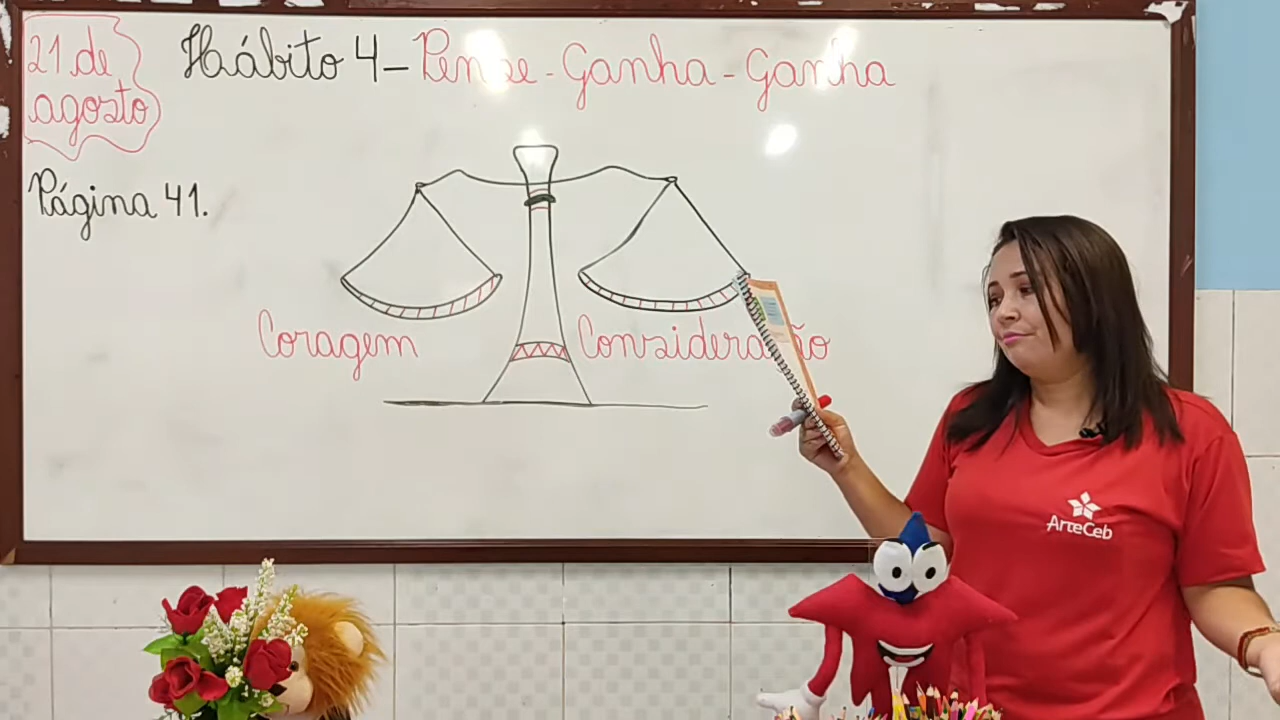 21 de
agosto
Hábito 4 - Pense - Ganha - Ganha
Página 41.
Coragem
Consideração
ArteCeb